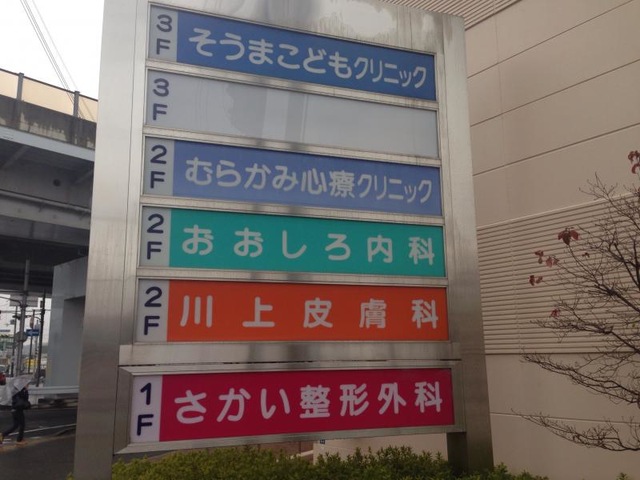 3F そうまこどもクリニック
3F
2F むらかみ心療クリニック
2F おおしろ内科
2F 川上皮膚科
1F さかい整形外科